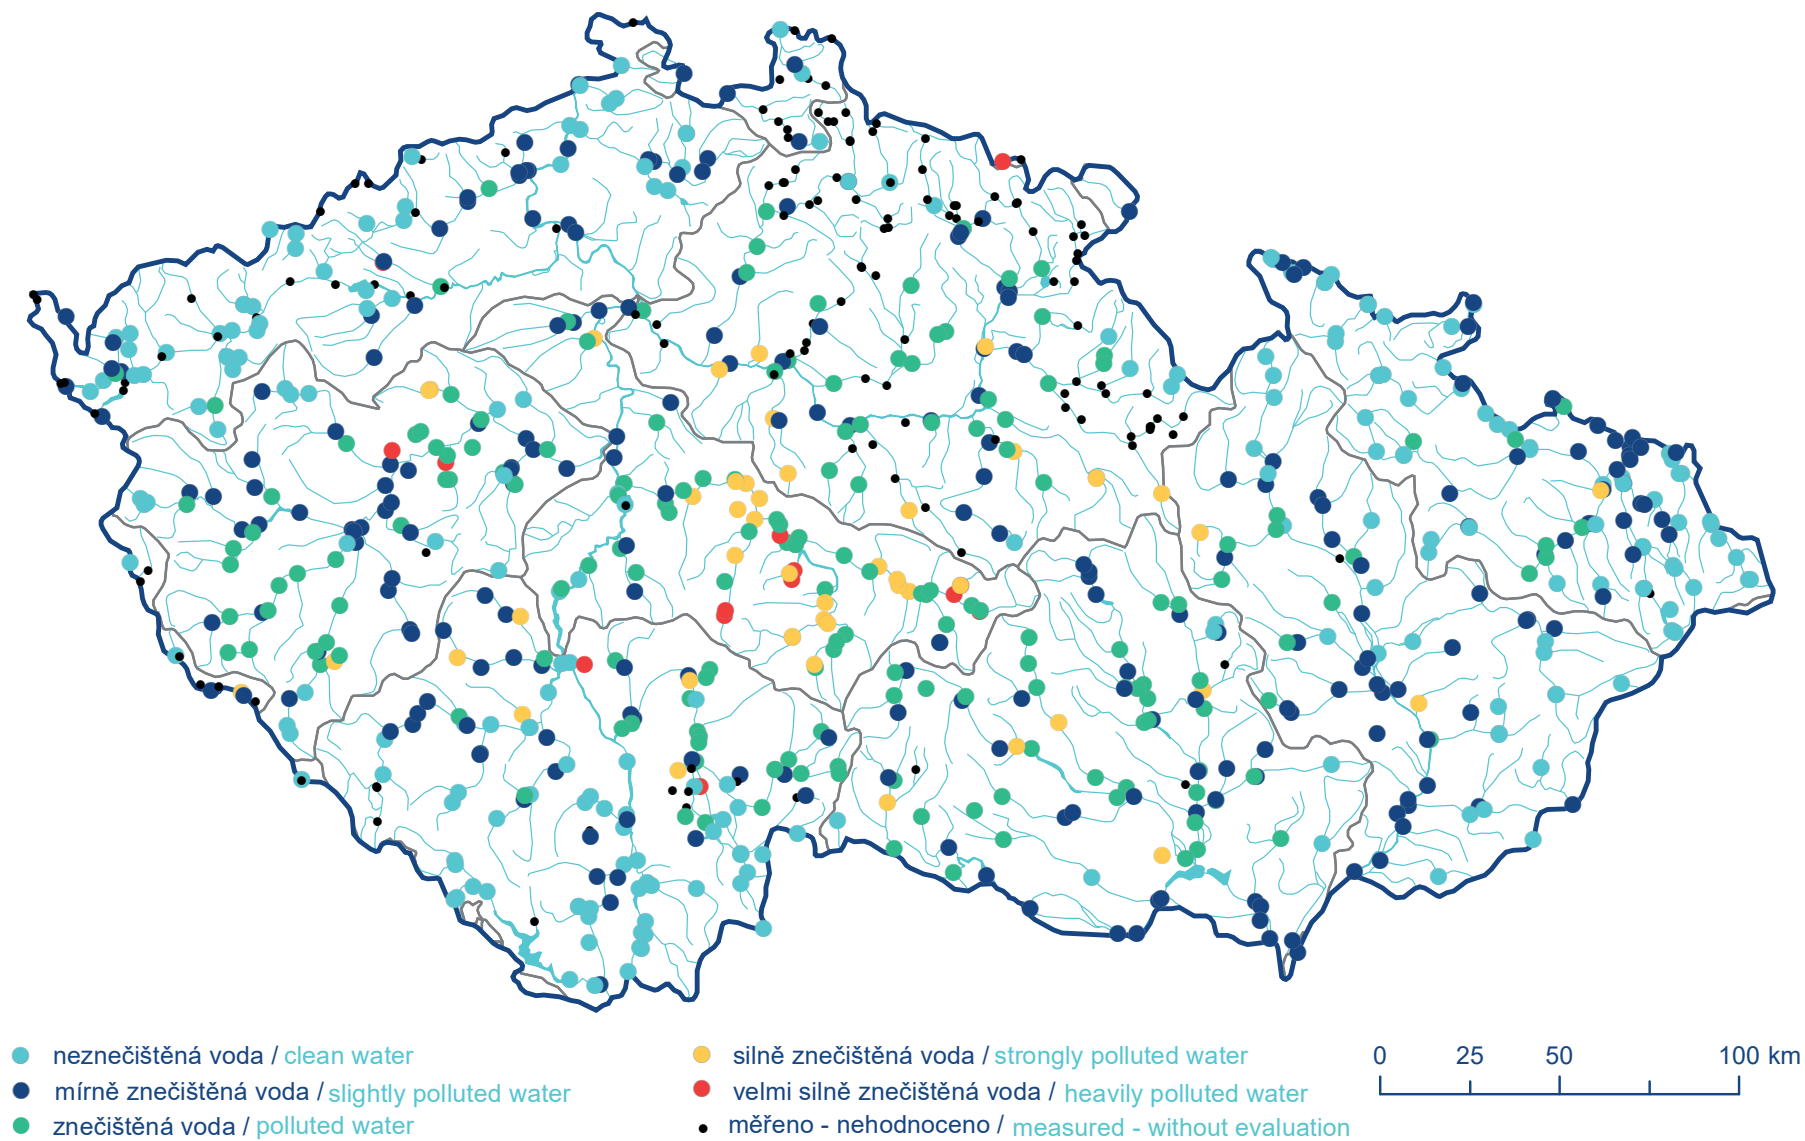 neznečištěná voda / clean water
mírně znečištěná voda / slightly polluted water
znečištěná voda / polluted water
silně znečištěná voda / strongly polluted water
velmi silně znečištěná voda / heavily polluted water
měřeno - nehodnoceno / measured - without evaluation
0 25 50 100 km